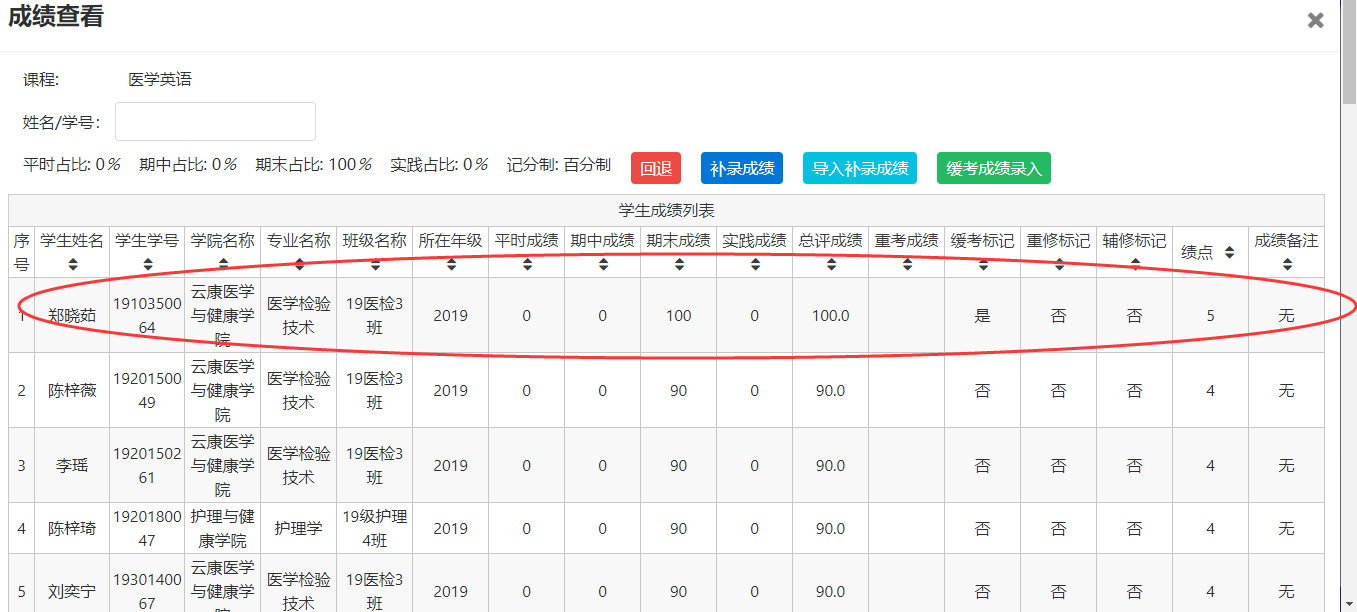 成绩查看
课程: 医学英语
姓名/学号:
平时占比: 0% 期中占比: 0% 期末占比: 100% 实践占比: 0% 记分制: 百分制 回退 补录成绩 导入补录成绩 缓考成绩录入
学生成绩列表
序号 学生姓名 学生学号 学院名称 专业名称 班级名称 所在年级 平时成绩 期中成绩 期末成绩 实践成绩 总评成绩 重考成绩 缓考标记 重修标记 辅修标记 绩点 成绩备注
1 郑晓茹 1910350064 云康医学与健康学院 医学检验技术 19医检3班 2019 0 0 100 0 100.0 是 否 否 5 无
2 陈梓薇 1920150049 云康医学与健康学院 医学检验技术 19医检3班 2019 0 0 90 0 90.0 否 否 否 4 无
3 李瑶 1920150261 云康医学与健康学院 医学检验技术 19医检3班 2019 0 0 90 0 90.0 否 否 否 4 无
4 陈梓琦 1920180047 护理与健康学院 护理学 19级护理4班 2019 0 0 90 0 90.0 否 否 否 4 无
5 刘奕宁 1930140067 云康医学与健康学 医学检验技术 19医检3班 2019 0 0 90 0 90.0 否 否 否 4 无